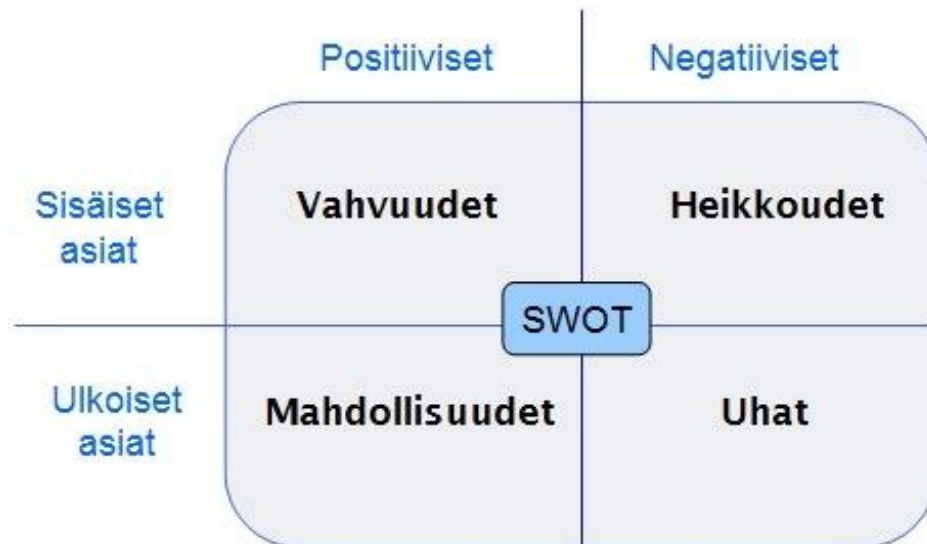 Positiiviset Negatiiviset
Sisäiset
asiat
Vahvuudet Heikkoudet
SWOT
Ulkoiset
asiat
Mahdollisuudet Uhat